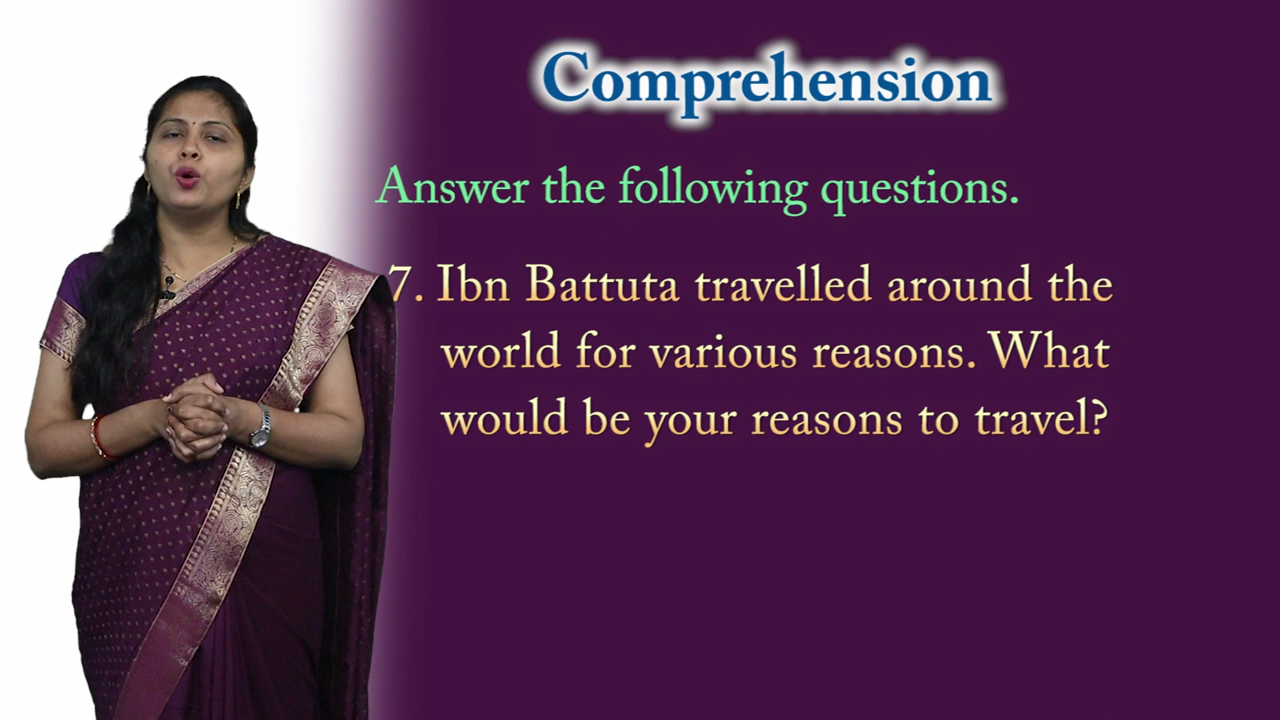 Comprehension
Answer the following questions.
7. Ibn Battuta travelled around the
world for various reasons. What
would be your reasons to travel?